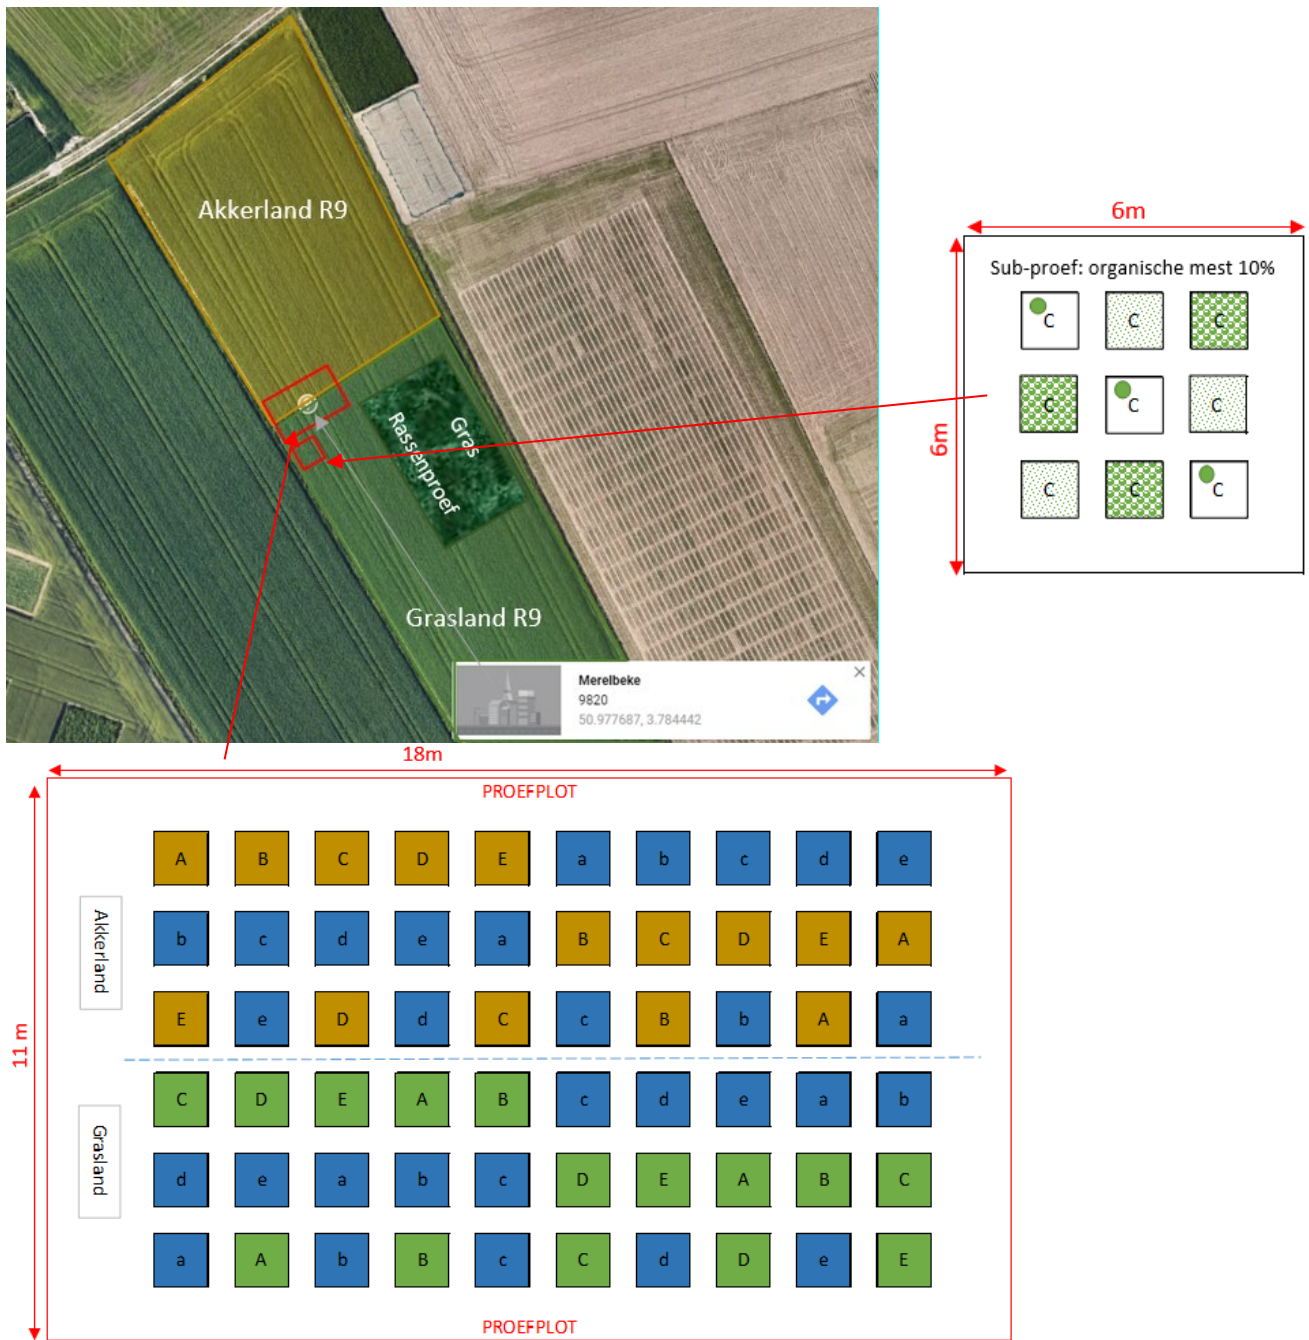 Akkerland R9
Gras
Rassenproef
Grasland R9
Merelbeke
9820
50.977687, 3.784442
6m
6m
Sub-proef: organische mest 10%
C C C
C C C
C C C
18m
11 m
PROEFPLOT
Akkerland
A B C D E a b c d e
b c d e a B C D E A
E e D d C c B b A a
Grasland
C D E A B c d e a b
d e a b c D E A B C
a A b B c C d D e E
PROEFPLOT